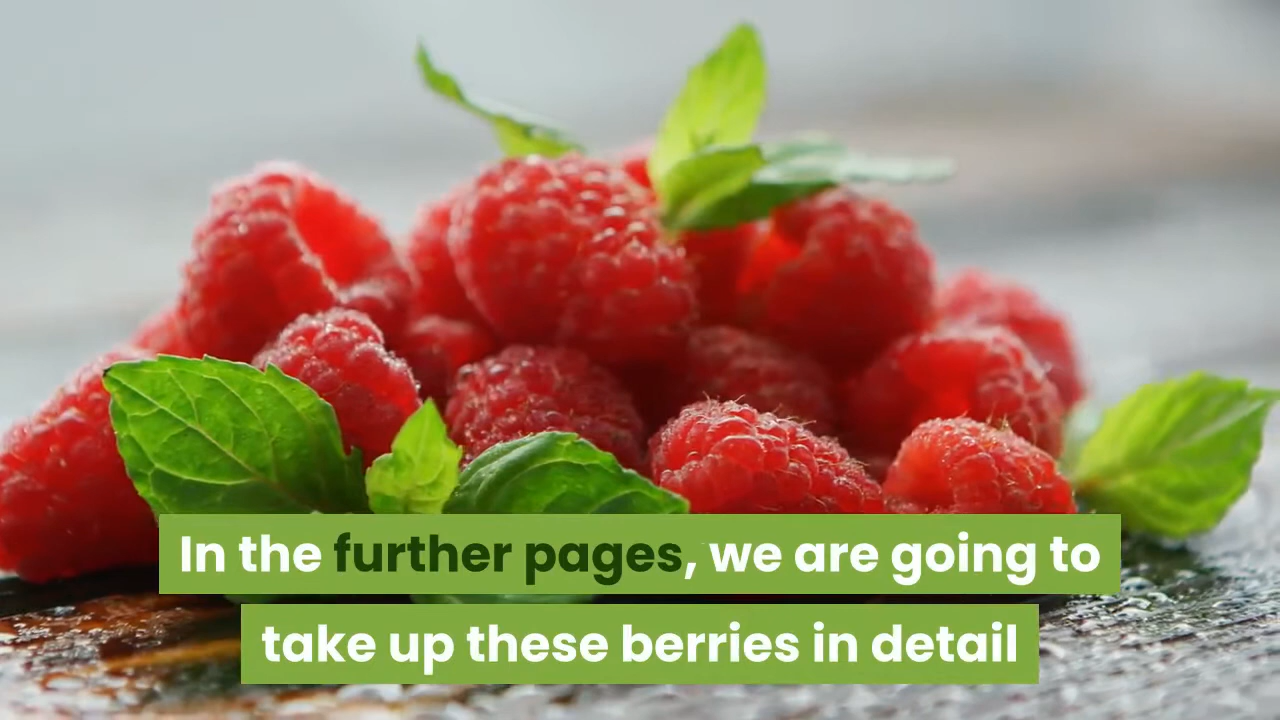 In the further pages, we are going to
take up these berries in detail